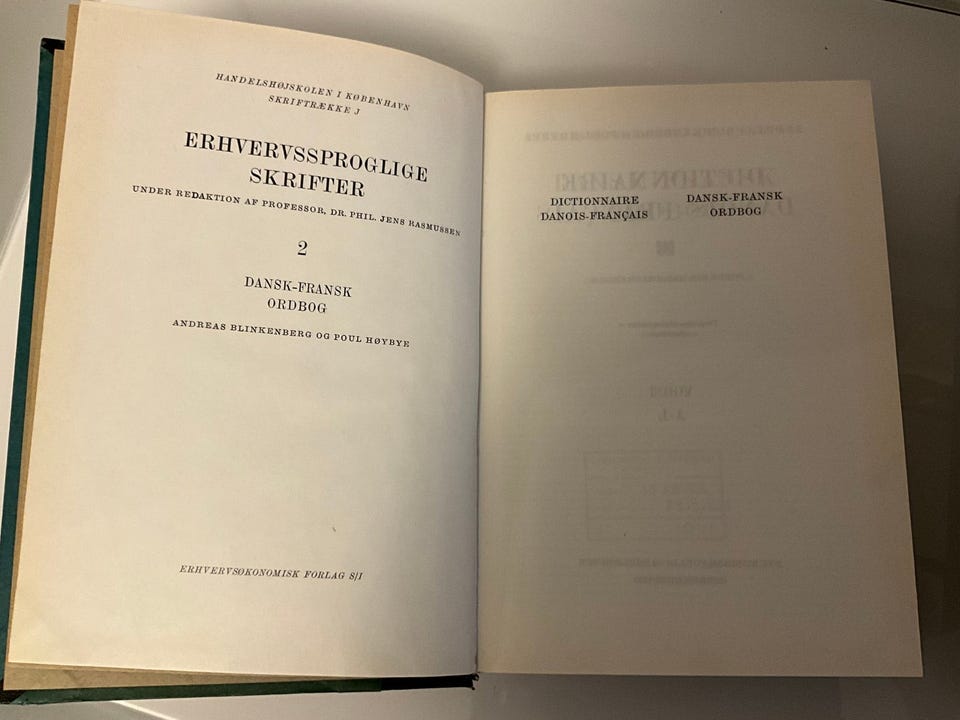 HANDELSHØJSKOLEN I KØBENHAVN
SKRIFTRÆKKE J
ERHVERVSSPROGLIGE
SKRIFTER
UNDER REDAKTION AF PROFESSOR, DR. PHIL. JENS RASMUSSEN
2
DANSK-FRANSK
ORDBOG
ANDREAS BLINKENBERG OG POUL HØYBYE
ERHVERVSØKONOMISK FORLAG S/I
DICTIONNAIRE
DANOIS-FRANÇAIS
DANSK-FRANSK
ORDBOG